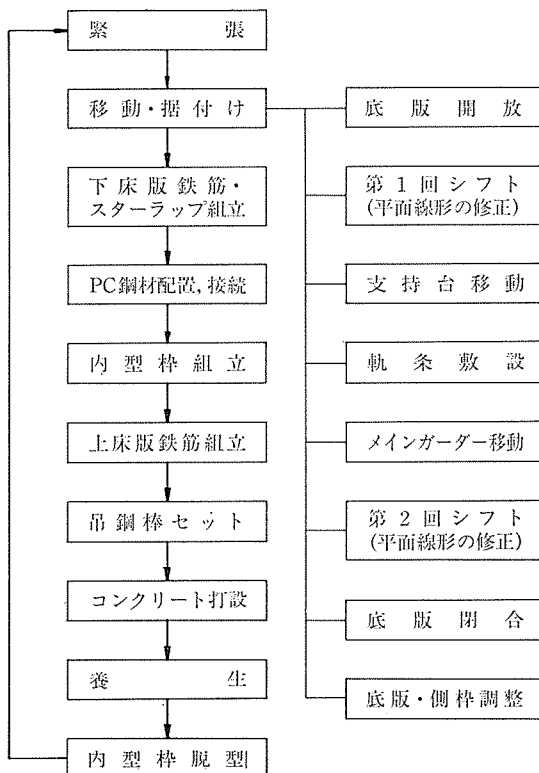 緊張
移動・据付け
下床版鉄筋・
スターラップ組立
PC鋼材配置,接続
内型枠組立
上床版鉄筋組立
吊鋼棒セット
コンクリート打設
養生
内型枠脱型
底版開放
第1回シフト
(平面線形の修正)
支持台移動
軌条敷設
メインガーダー移動
第2回シフト
(平面線形の修正)
底版閉合
底版・側枠調整